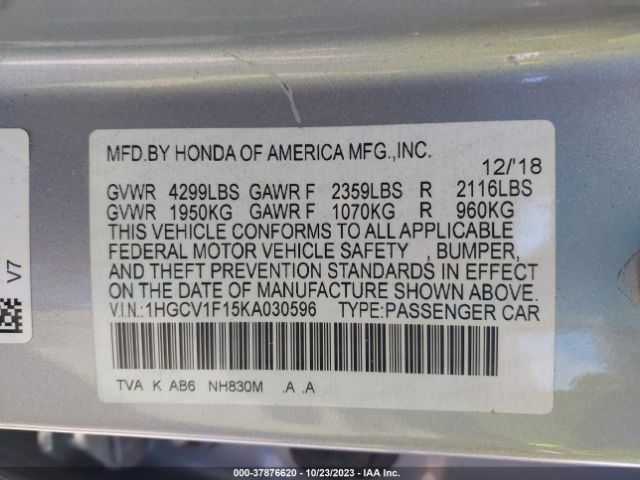 MFD.BY HONDA OF AMERICA MFG.,INC.
12/'18
GVWR 4299LBS GAWR F 2359LBS R 2116LBS
GVWR 1950KG GAWR F 1070KG R 960KG
THIS VEHICLE CONFORMS TO ALL APPLICABLE
FEDERAL MOTOR VEHICLE SAFETY , BUMPER,
AND THEFT PREVENTION STANDARDS IN EFFECT
ON THE DATE OF MANUFACTURE SHOWN ABOVE.
V.I.N.:1HGCV1F15KA030596 TYPE:PASSENGER CAR
TVA K AB6 NH830M .A .A
V7
000-37876620 | 10/23/2023 | IAA Inc.